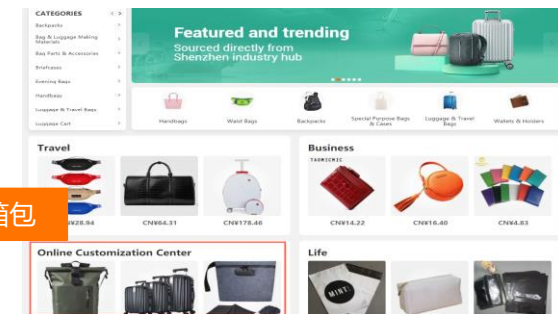 CATEGORIES
Backpacks
Bag & Luggage Making
Materials
Bag Parts & Accessories
Briefcases
Evening Bags
Handbags
Luggage & Travel Bags
Luggage Cart
Featured and trending
Sourced directly from
Shenzhen industry hub
Handbags
Waist Bags
Backpacks
Special Purpose Bags
& Cases
Luggage & Travel
Bags
Wallets & Holders
Travel
CN¥28.94
CN¥64.31
CN¥178.46
Business
TAOMICMIC
CN¥14.22
CN¥16.40
CN¥4.83
箱包
Online Customization Center
Life
MINT